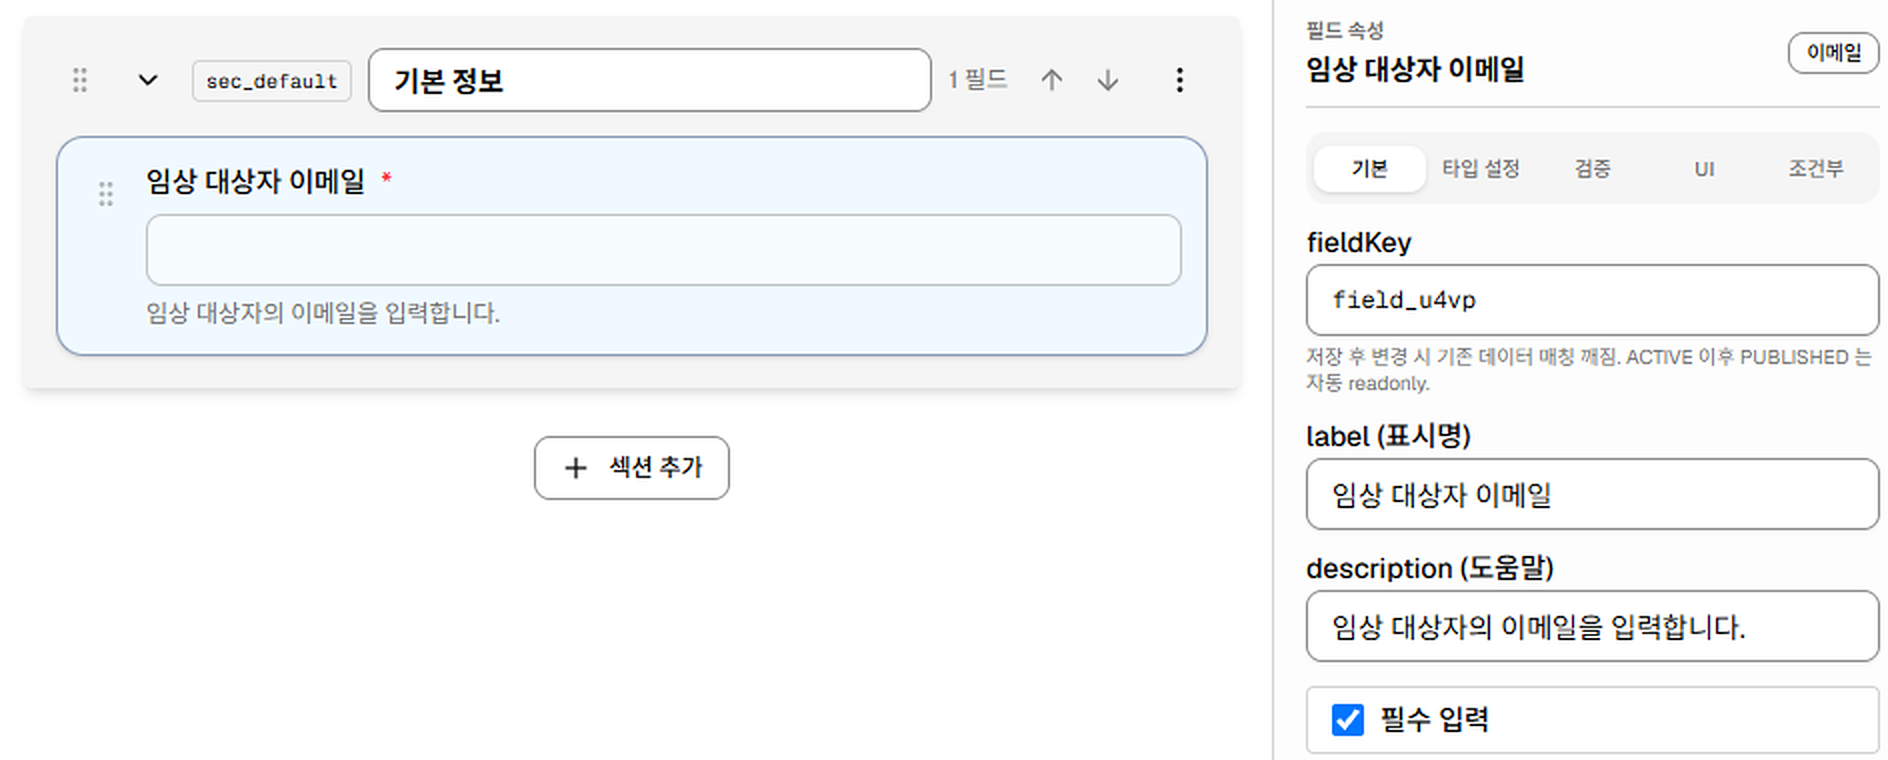 sec_default
기본 정보
1 필드
임상 대상자 이메일 *
임상 대상자의 이메일을 입력합니다.
섹션 추가
필드 속성
임상 대상자 이메일
이메일
기본
타입 설정
검증
UI
조건부
fieldKey
field_u4vp
저장 후 변경 시 기존 데이터 매칭 깨짐. ACTIVE 이후 PUBLISHED 는
자동 readonly.
label (표시명)
임상 대상자 이메일
description (도움말)
임상 대상자의 이메일을 입력합니다.
필수 입력